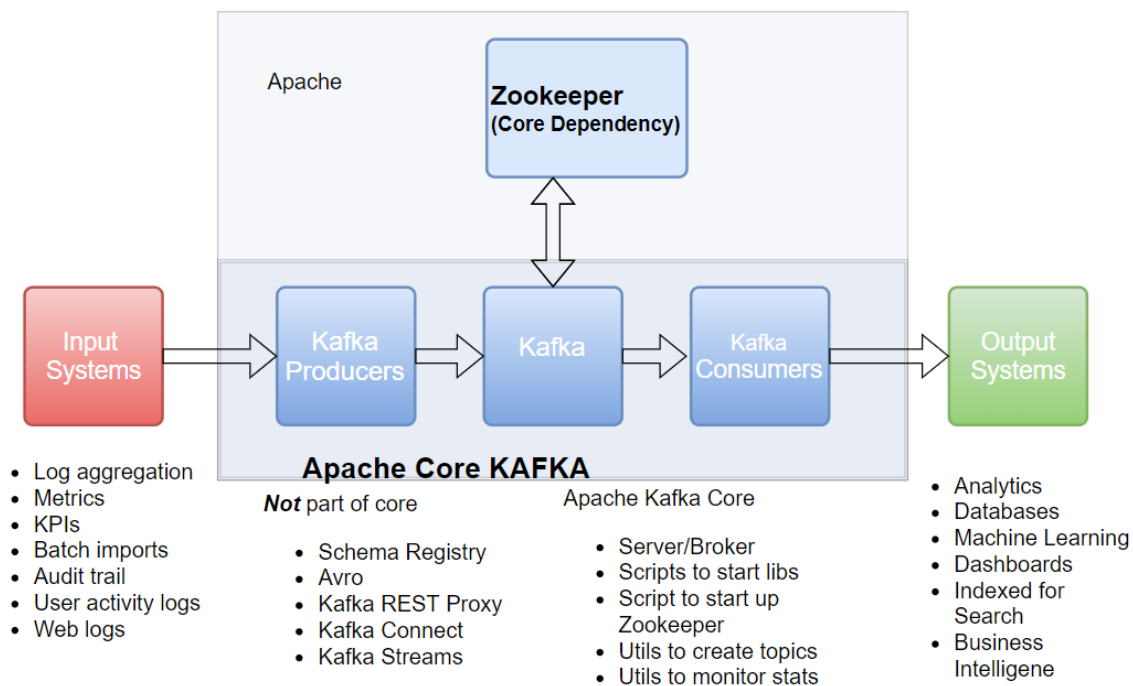 Apache
Zookeeper
(Core Dependency)
Input
Systems
Kafka
Producers
Kafka
Kafka
Consumers
Output
Systems
Apache Core KAFKA
• Log aggregation
• Metrics
• KPIs
• Batch imports
• Audit trail
• User activity logs
• Web logs
Not part of core
• Schema Registry
• Avro
• Kafka REST Proxy
• Kafka Connect
• Kafka Streams
Apache Kafka Core
• Server/Broker
• Scripts to start libs
• Script to start up
Zookeeper
• Utils to create topics
• Utils to monitor stats
• Analytics
• Databases
• Machine Learning
• Dashboards
• Indexed for
Search
• Business
Intelligene